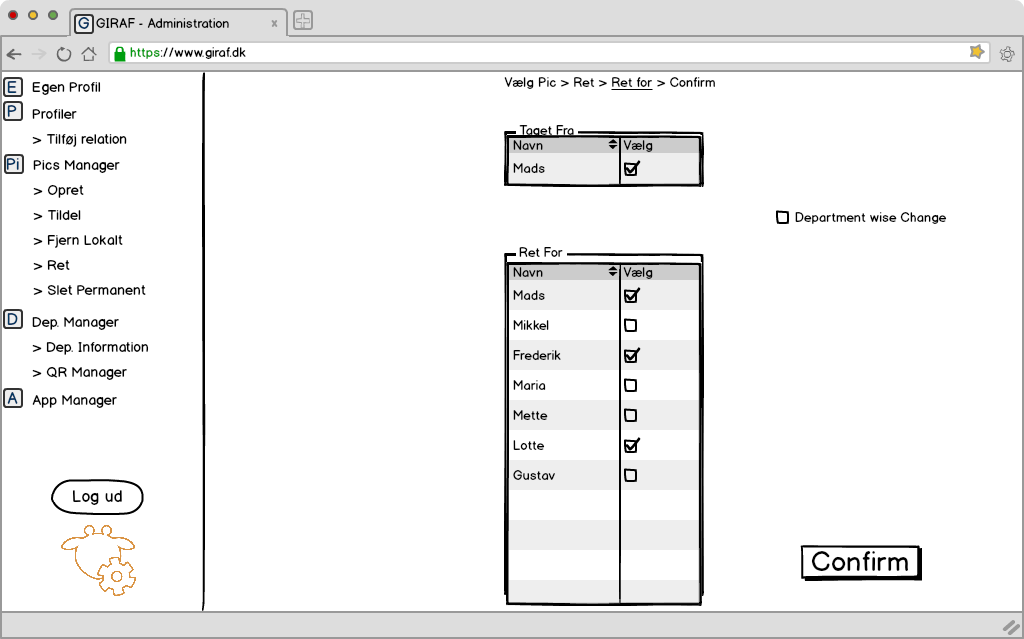 G GIRAF - Administration x
https://www.giraf.dk
E Egen Profil
P Profiler
> Tilføj relation
Pi Pics Manager
> Opret
> Tildel
> Fjern Lokalt
> Ret
> Slet Permanent
D Dep. Manager
> Dep. Information
> QR Manager
A App Manager
Log ud
Vælg Pic > Ret > Ret for > Confirm
Taget Fra
Navn Vælg
Mads
Department wise Change
Ret For
Navn Vælg
Mads
Mikkel
Frederik
Maria
Mette
Lotte
Gustav
Confirm